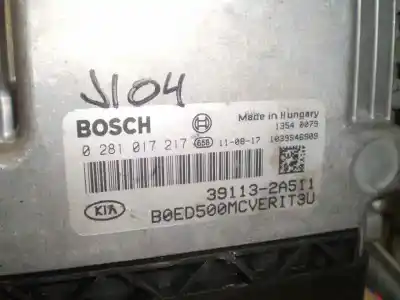 J104
BOSCH
Made in Hungary
1354 0079
0 281 017 217 658 11-08-17 1039S46909
39113-2A511
KIA
B0ED500MCVERIT3U